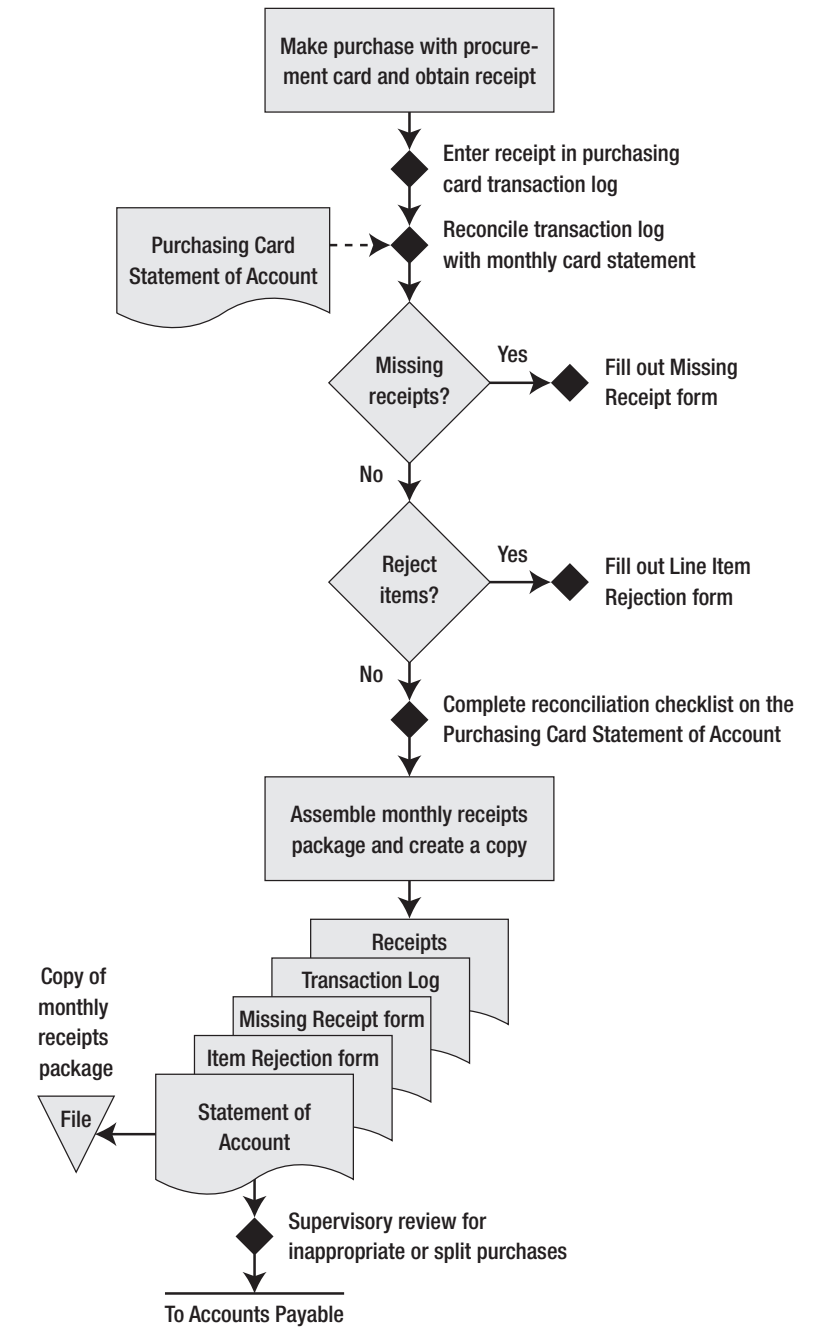 Make purchase with procure-
ment card and obtain receipt
Enter receipt in purchasing
card transaction log
Purchasing Card
Statement of Account
Reconcile transaction log
with monthly card statement
Missing
receipts?
Yes
Fill out Missing
Receipt form
No
Reject
items?
Yes
Fill out Line Item
Rejection form
No
Complete reconciliation checklist on the
Purchasing Card Statement of Account
Assemble monthly receipts
package and create a copy
Receipts
Transaction Log
Missing Receipt form
Item Rejection form
Statement of
Account
Copy of
monthly
receipts
package
File
Supervisory review for
inappropriate or split purchases
To Accounts Payable